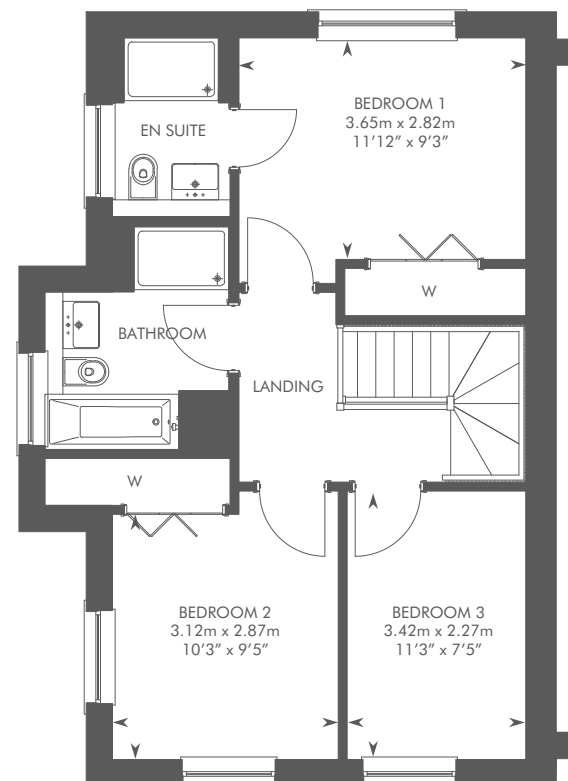 BEDROOM 1
3.65m x 2.82m
11'12” x 9'3”
EN SUITE
W
BATHROOM
LANDING
W
BEDROOM 2
3.12m x 2.87m
10'3” x 9'5”
BEDROOM 3
3.42m x 2.27m
11'3” x 7'5”